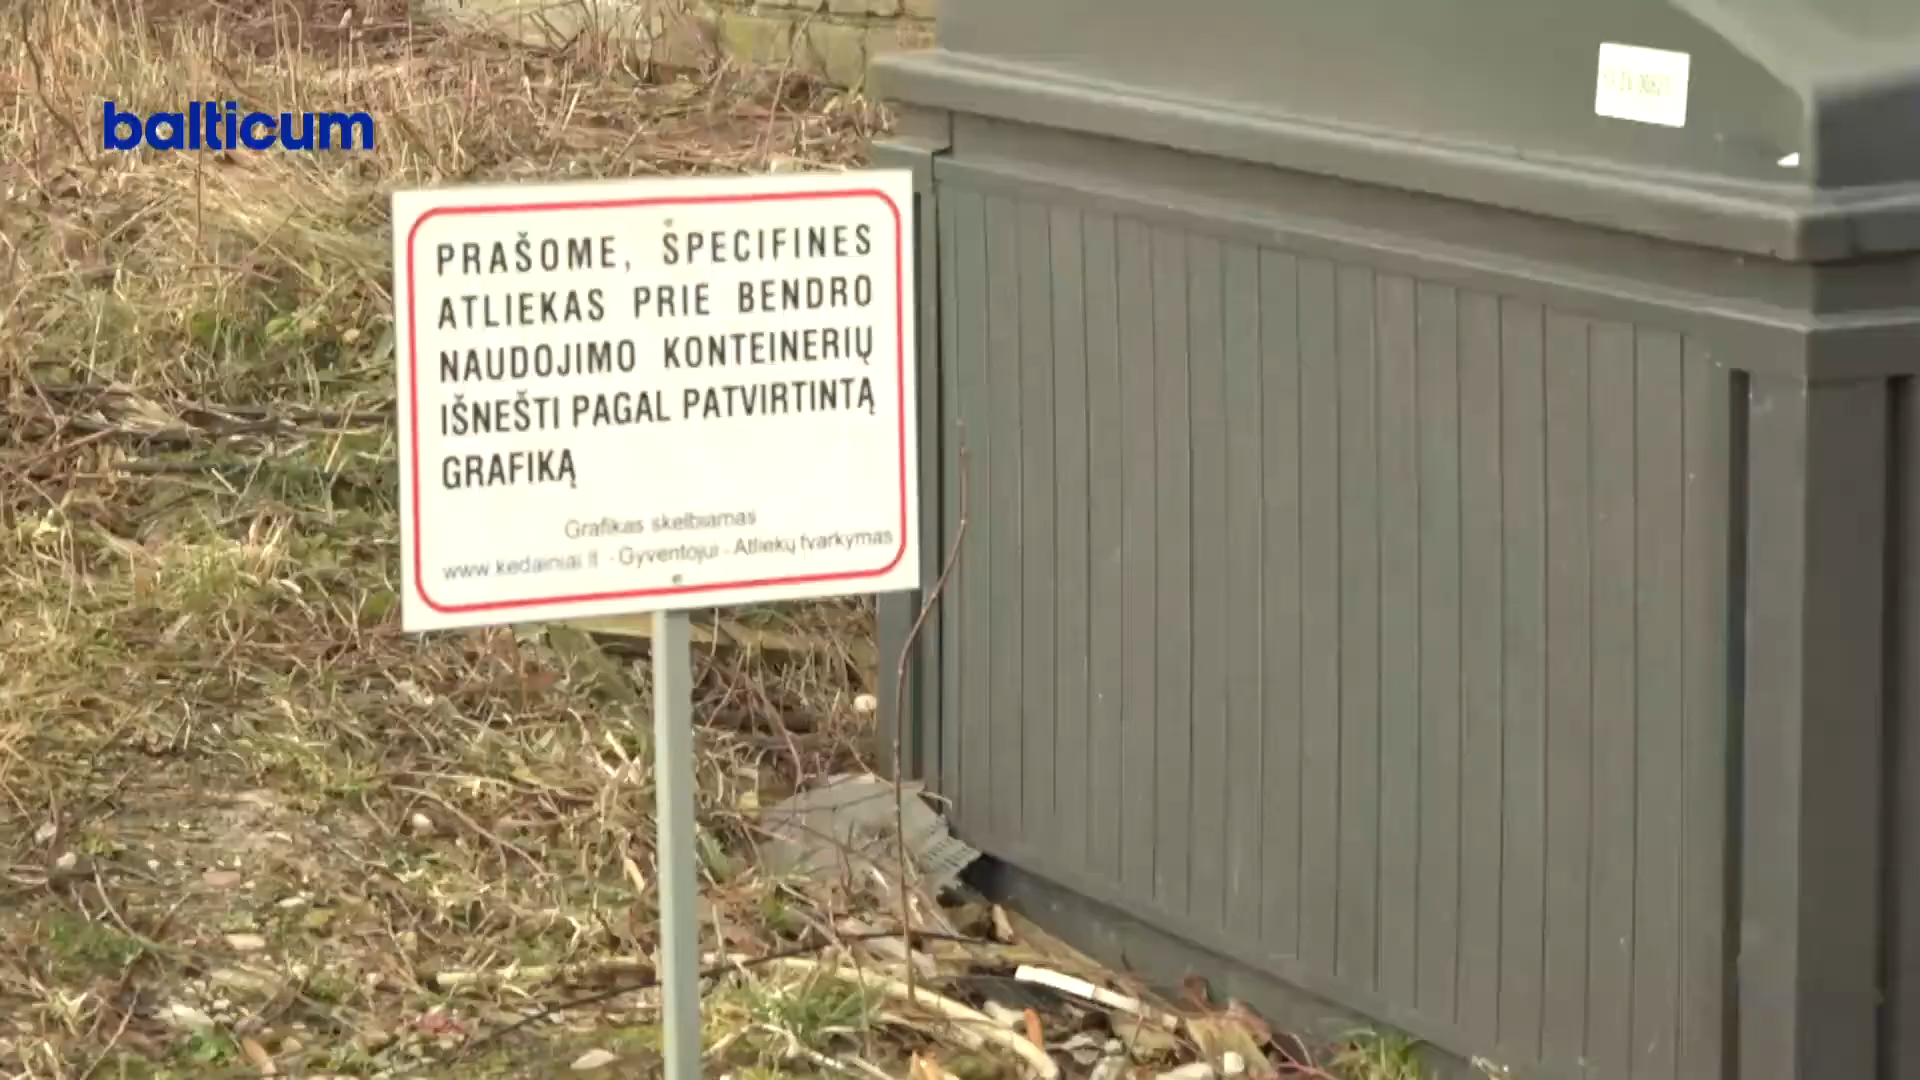 balticum
PRAŠOME, SPECIFINES
ATLIEKAS PRIE BENDRO
NAUDOJIMO KONTEINERIŲ
IŠNEŠTI PAGAL PATVIRTINTĄ
GRAFIKĄ
Grafikas skelbiamas
www.kedainiai.lt - Gyventojui - Atliekų tvarkymas